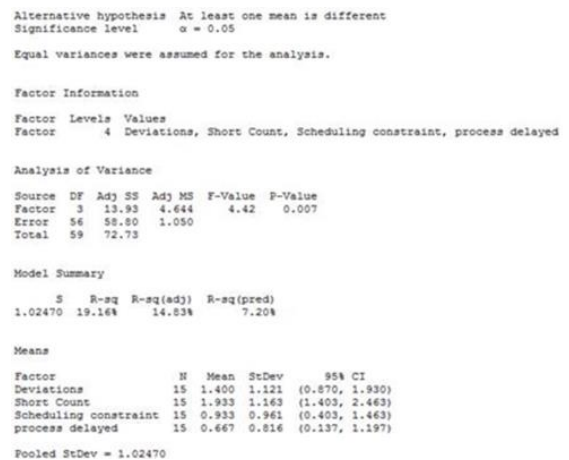 Alternative hypothesis At least one mean is different
Significance level α = 0.05
Equal variances were assumed for the analysis.
Factor Information
Factor Levels Values
Factor 4 Deviations, Short Count, Scheduling constraint, process delayed
Analysis of Variance
Source DF Adj SS Adj MS F-Value P-Value
Factor 3 13.93 4.644 4.42 0.007
Error 56 58.80 1.050
Total 59 72.73
Model Summary
S R-sq R-sq(adj) R-sq(pred)
1.02470 19.16% 14.83% 7.20%
Means
Factor N Mean StDev 95% CI
Deviations 15 1.400 1.121 (0.870, 1.930)
Short Count 15 1.933 1.163 (1.403, 2.463)
Scheduling constraint 15 0.933 0.961 (0.403, 1.463)
process delayed 15 0.667 0.816 (0.137, 1.197)
Pooled StDev = 1.02470